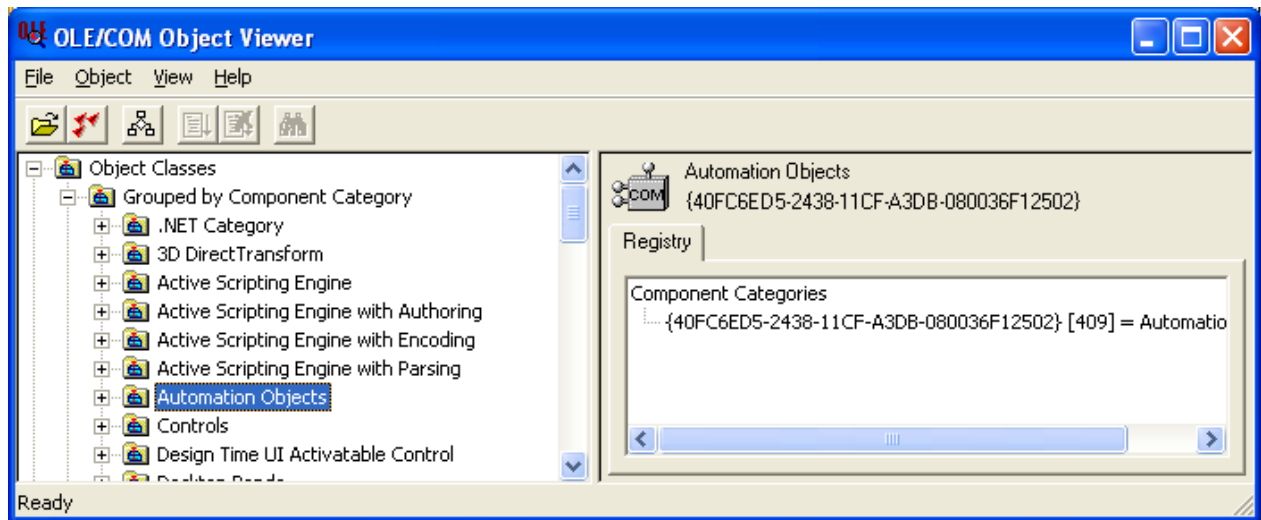 OLE/COM Object Viewer
File Object View Help
Object Classes
Grouped by Component Category
.NET Category
3D DirectTransform
Active Scripting Engine
Active Scripting Engine with Authoring
Active Scripting Engine with Encoding
Active Scripting Engine with Parsing
Automation Objects
Controls
Design Time UI Activatable Control
COM
Automation Objects
{40FC6ED5-2438-11CF-A3DB-080036F12502}
Registry
Component Categories
{40FC6ED5-2438-11CF-A3DB-080036F12502} [409] = Automatio
Ready